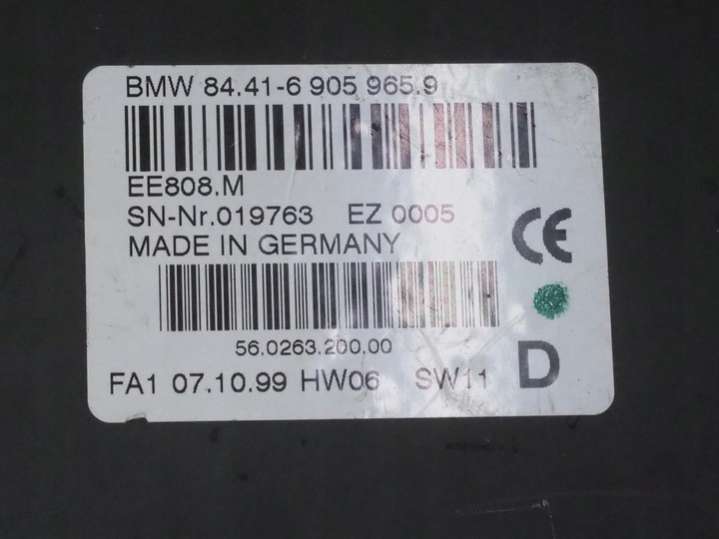 BMW 84.41-6 905 965.9
EE808.M
SN-Nr.019763 EZ 0005
MADE IN GERMANY
CE
56.0263.200.00
FA1 07.10.99 HW06 SW11 D